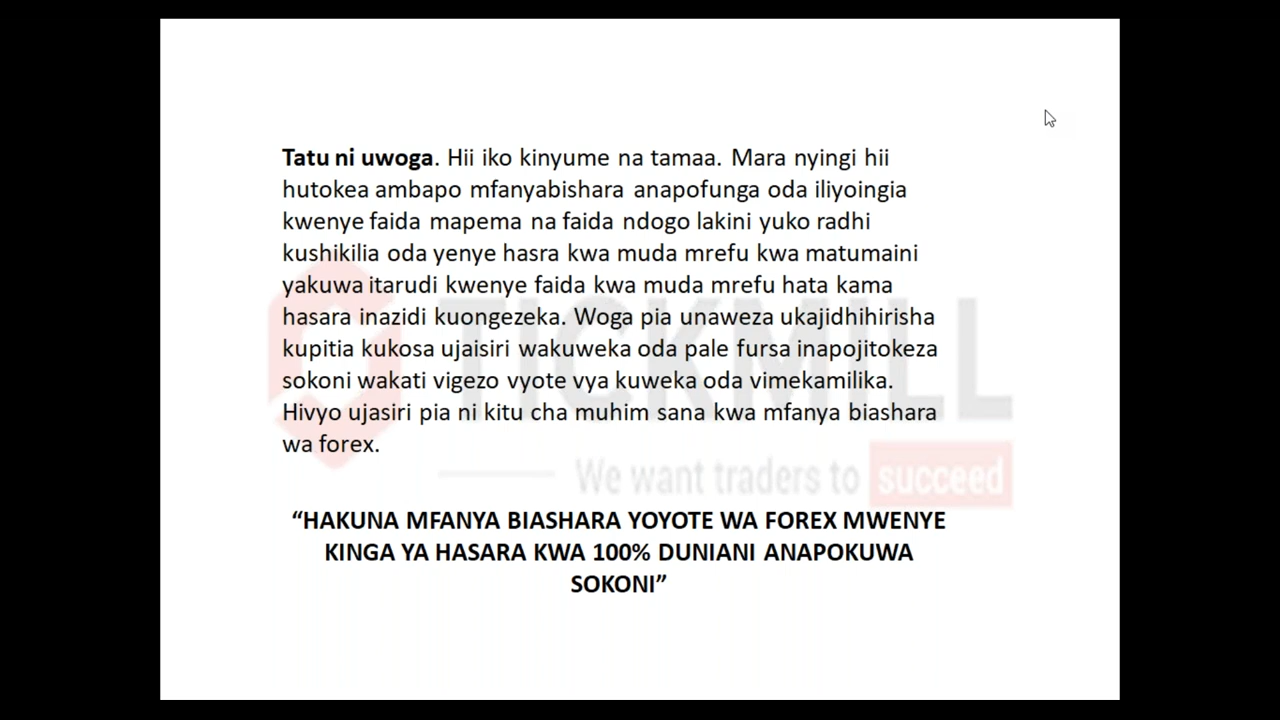 Tatu ni uwoga. Hii iko kinyume na tamaa. Mara nyingi hii
hutokea ambapo mfanyabishara anapofunga oda iliyoingia
kwenye faida mapema na faida ndogo lakini yuko radhi
kushikilia oda yenye hasra kwa muda mrefu kwa matumaini
yakuwa itarudi kwenye faida kwa muda mrefu hata kama
hasara inazidi kuongezeka. Woga pia unaweza ukajidhihirisha
kupitia kukosa ujaisiri wakuweka oda pale fursa inapojitokeza
sokoni wakati vigezo vyote vya kuweka oda vimekamilika.
Hivyo ujasiri pia ni kitu cha muhim sana kwa mfanya biashara
wa forex.
TICKMILL
We want traders to succeed
“HAKUNA MFANYA BIASHARA YOYOTE WA FOREX MWENYE
KINGA YA HASARA KWA 100% DUNIANI ANAPOKUWA
SOKONI”